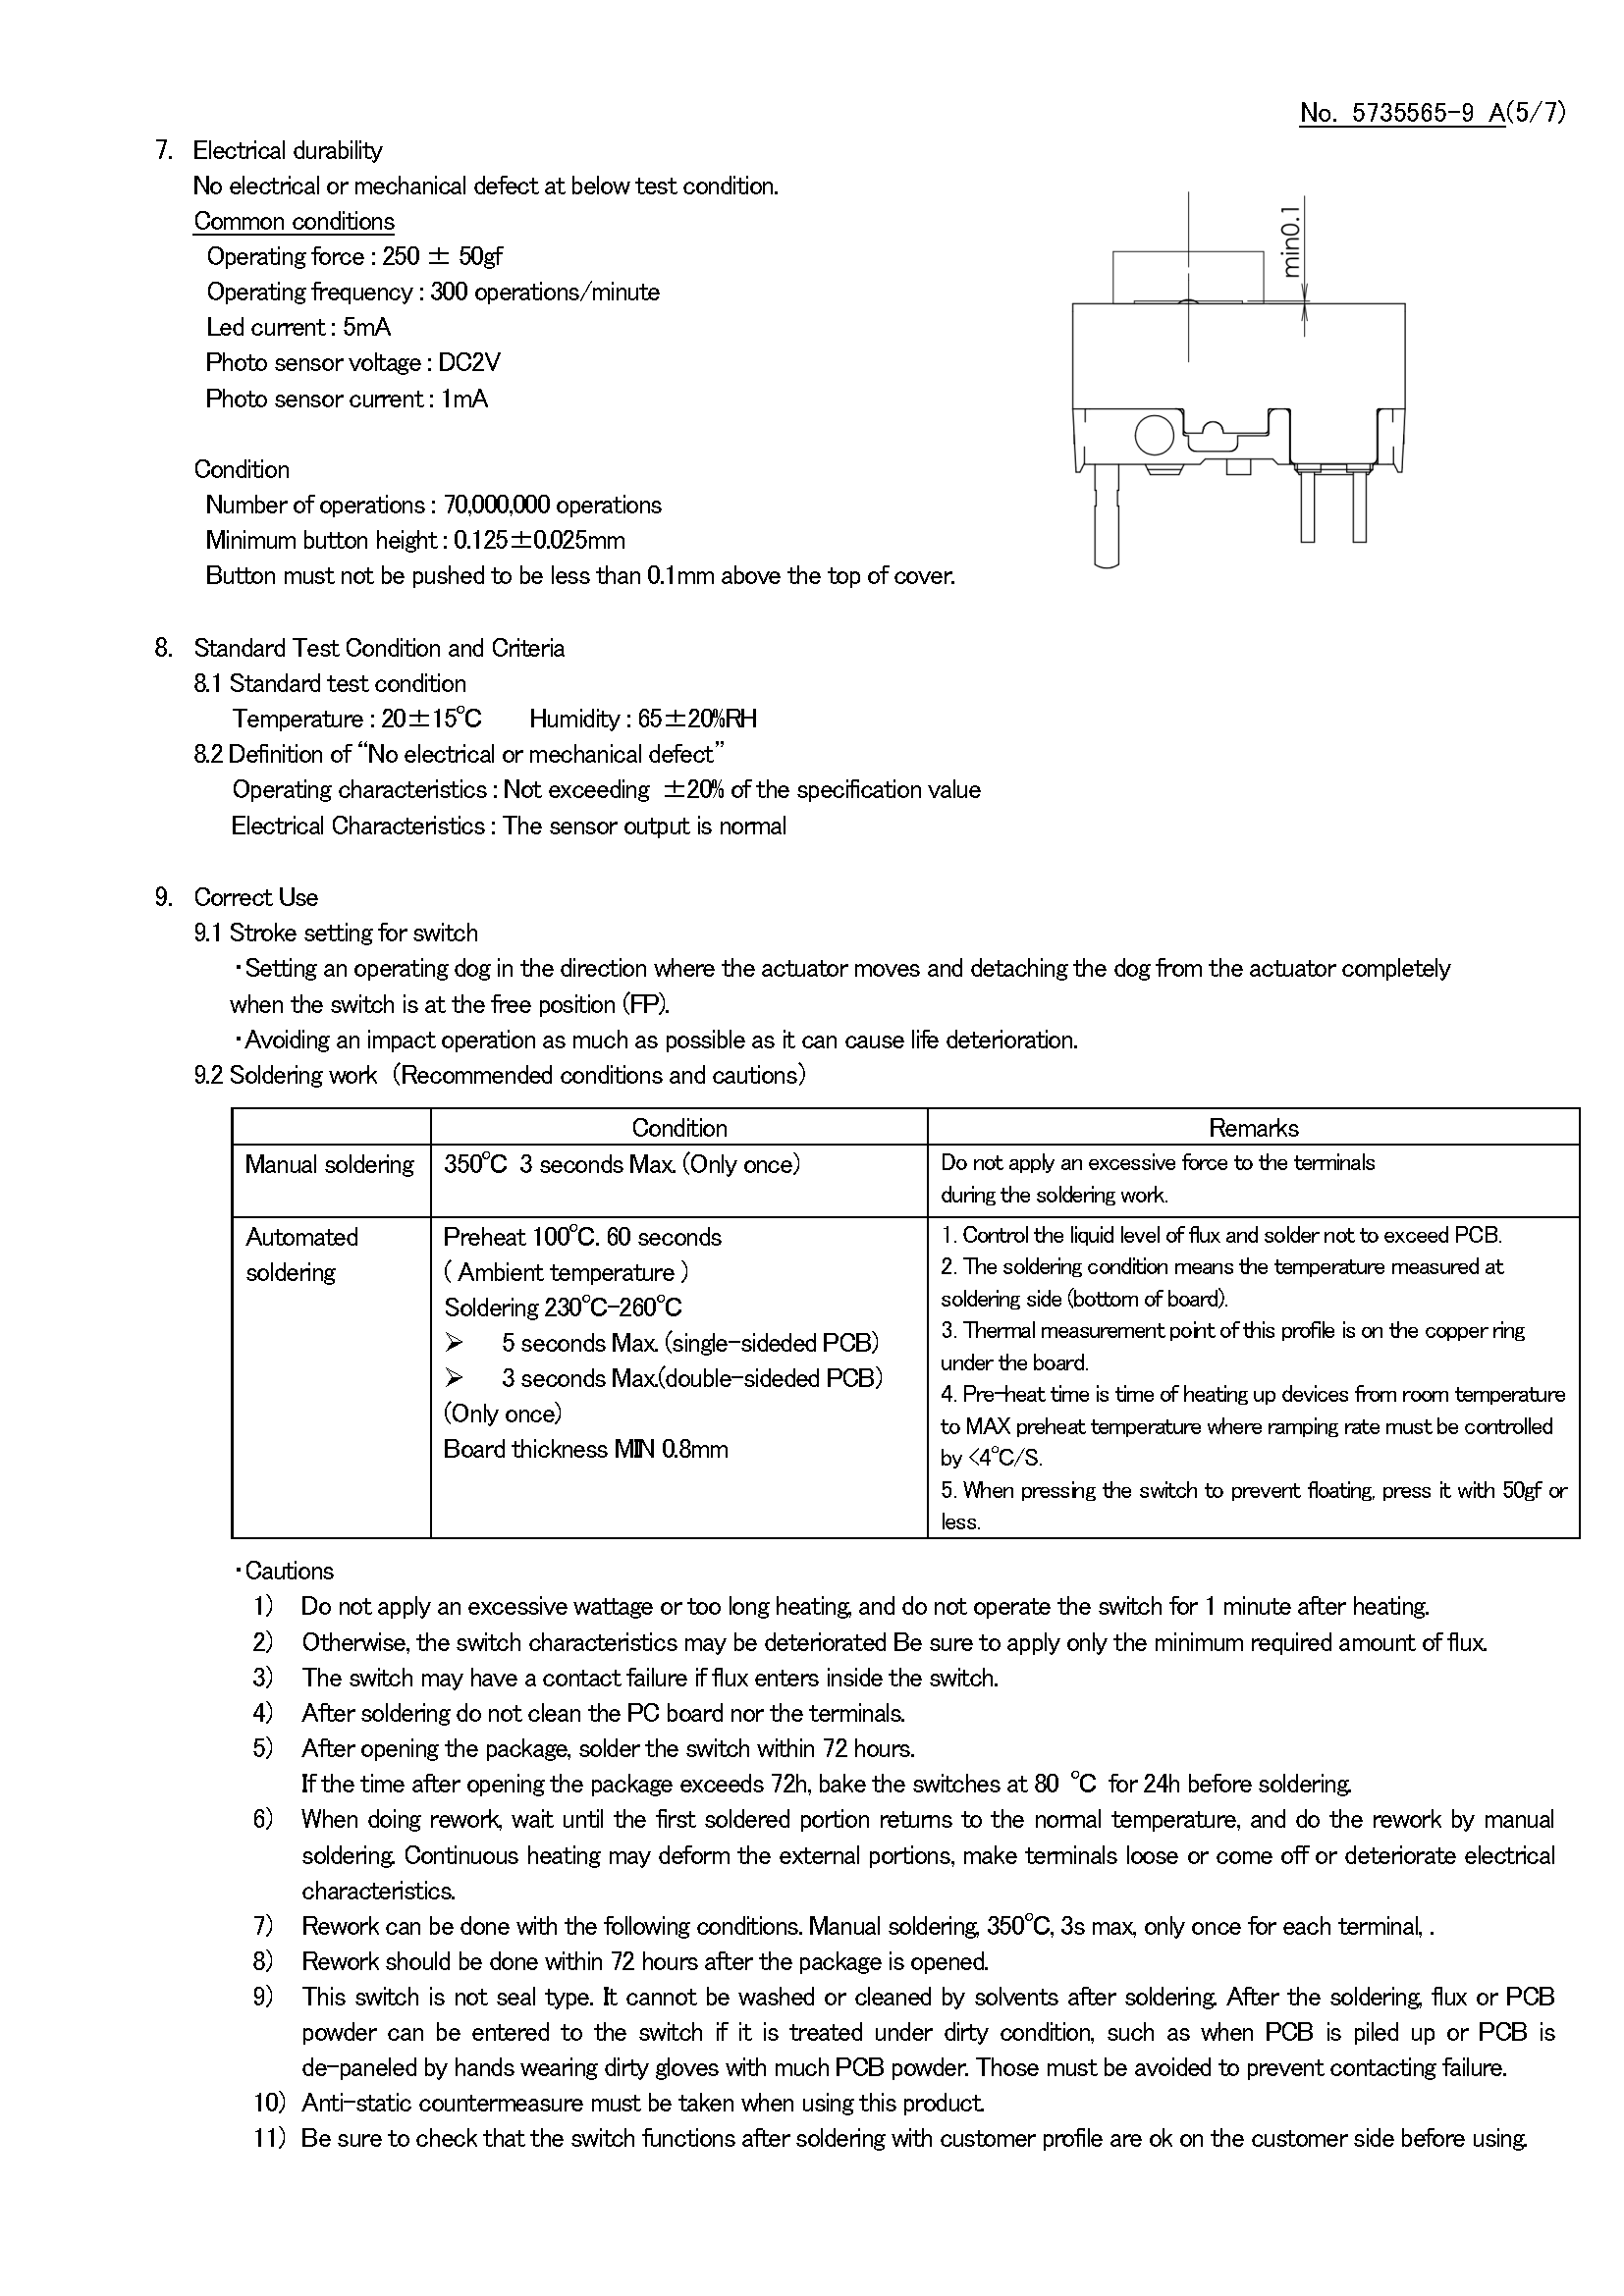 No. 5735565-9 A(5/7)
7. Electrical durability
No electrical or mechanical defect at below test condition.
Common conditions
Operating force : 250 ± 50gf
Operating frequency : 300 operations/minute
Led current : 5mA
Photo sensor voltage : DC2V
Photo sensor current : 1mA
min0.1
Condition
Number of operations : 70,000,000 operations
Minimum button height : 0.125±0.025mm
Button must not be pushed to be less than 0.1mm above the top of cover.
8. Standard Test Condition and Criteria
8.1 Standard test condition
Temperature : 20±15℃ Humidity : 65±20%RH
8.2 Definition of “No electrical or mechanical defect”
Operating characteristics : Not exceeding ±20% of the specification value
Electrical Characteristics : The sensor output is normal
9. Correct Use
9.1 Stroke setting for switch
・Setting an operating dog in the direction where the actuator moves and detaching the dog from the actuator completely
when the switch is at the free position (FP).
・Avoiding an impact operation as much as possible as it can cause life deterioration.
9.2 Soldering work (Recommended conditions and cautions)
Condition Remarks
Manual soldering 350℃ 3 seconds Max. (Only once)
Do not apply an excessive force to the terminals
during the soldering work.
Automated
soldering
Preheat 100℃. 60 seconds
( Ambient temperature )
Soldering 230℃-260℃
➢ 5 seconds Max. (single-sideded PCB)
➢ 3 seconds Max.(double-sideded PCB)
(Only once)
Board thickness MIN 0.8mm
1. Control the liquid level of flux and solder not to exceed PCB.
2. The soldering condition means the temperature measured at
soldering side (bottom of board).
3. Thermal measurement point of this profile is on the copper ring
under the board.
4. Pre-heat time is time of heating up devices from room temperature
to MAX preheat temperature where ramping rate must be controlled
by <4℃/S.
5. When pressing the switch to prevent floating, press it with 50gf or
less.
・Cautions
1) Do not apply an excessive wattage or too long heating, and do not operate the switch for 1 minute after heating.
2) Otherwise, the switch characteristics may be deteriorated Be sure to apply only the minimum required amount of flux.
3) The switch may have a contact failure if flux enters inside the switch.
4) After soldering do not clean the PC board nor the terminals.
5) After opening the package, solder the switch within 72 hours.
If the time after opening the package exceeds 72h, bake the switches at 80 ℃ for 24h before soldering.
6) When doing rework, wait until the first soldered portion returns to the normal temperature, and do the rework by manual
soldering. Continuous heating may deform the external portions, make terminals loose or come off or deteriorate electrical
characteristics.
7) Rework can be done with the following conditions. Manual soldering, 350℃, 3s max, only once for each terminal, .
8) Rework should be done within 72 hours after the package is opened.
9) This switch is not seal type. It cannot be washed or cleaned by solvents after soldering. After the soldering, flux or PCB
powder can be entered to the switch if it is treated under dirty condition, such as when PCB is piled up or PCB is
de-paneled by hands wearing dirty gloves with much PCB powder. Those must be avoided to prevent contacting failure.
10) Anti-static countermeasure must be taken when using this product.
11) Be sure to check that the switch functions after soldering with customer profile are ok on the customer side before using.